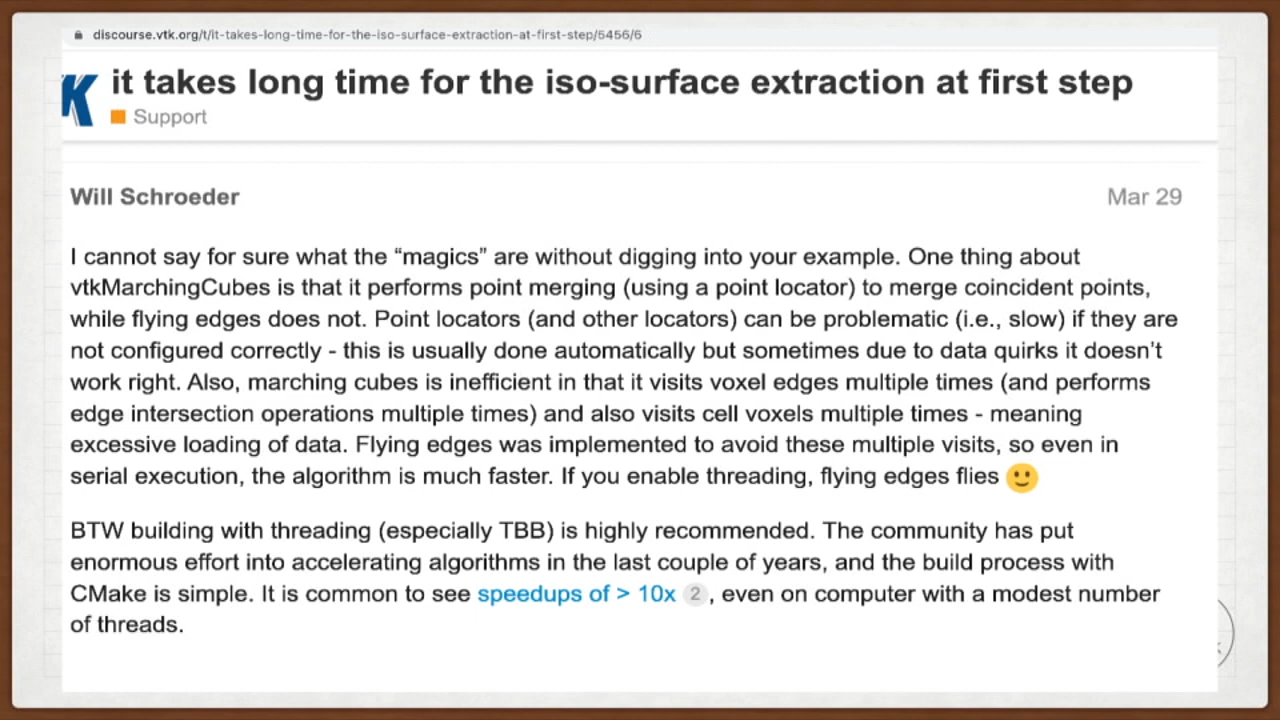 discourse.vtk.org/t/it-takes-long-time-for-the-iso-surface-extraction-at-first-step/5456/6
K it takes long time for the iso-surface extraction at first step
Support
Will Schroeder Mar 29
I cannot say for sure what the “magics” are without digging into your example. One thing about
vtkMarchingCubes is that it performs point merging (using a point locator) to merge coincident points,
while flying edges does not. Point locators (and other locators) can be problematic (i.e., slow) if they are
not configured correctly - this is usually done automatically but sometimes due to data quirks it doesn’t
work right. Also, marching cubes is inefficient in that it visits voxel edges multiple times (and performs
edge intersection operations multiple times) and also visits cell voxels multiple times - meaning
excessive loading of data. Flying edges was implemented to avoid these multiple visits, so even in
serial execution, the algorithm is much faster. If you enable threading, flying edges flies 🙂
BTW building with threading (especially TBB) is highly recommended. The community has put
enormous effort into accelerating algorithms in the last couple of years, and the build process with
CMake is simple. It is common to see speedups of > 10x 2 , even on computer with a modest number
of threads.